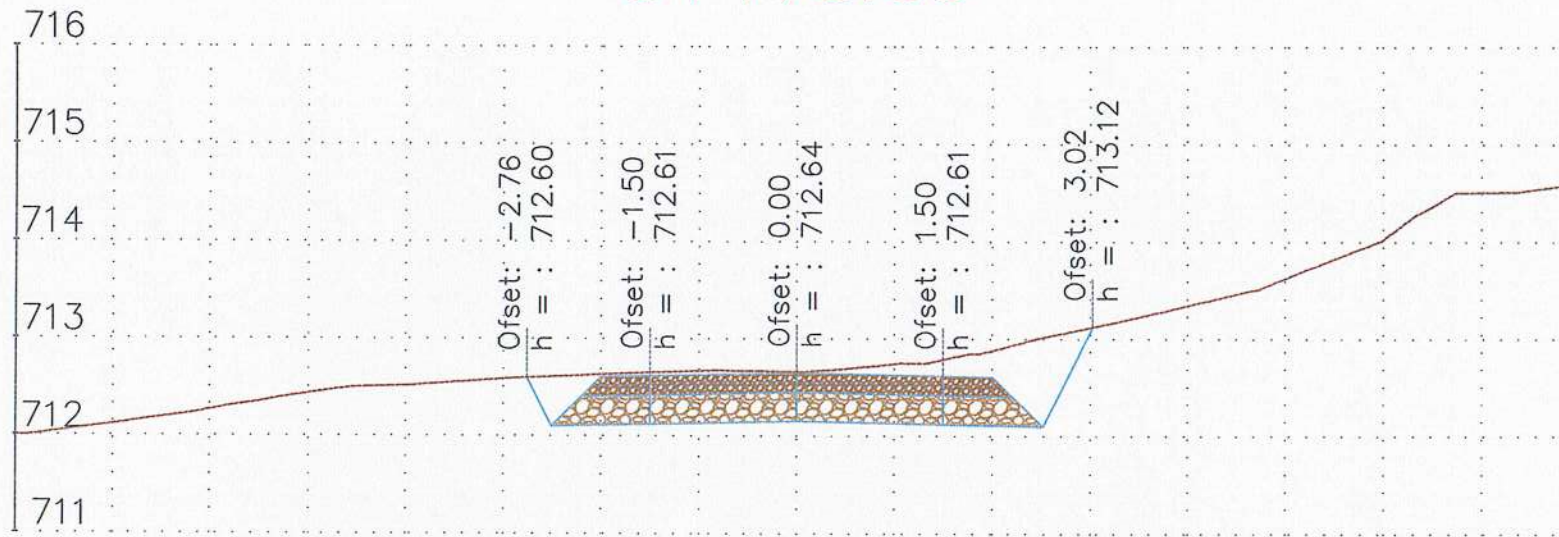 716
715
714
713
712
711
Ofset: -2.76
h = : 712.60
Ofset: -1.50
h = : 712.61
Ofset: 0.00
h = : 712.64
Ofset: 1.50
h = : 712.61
Ofset: 3.02
h = : 713.12